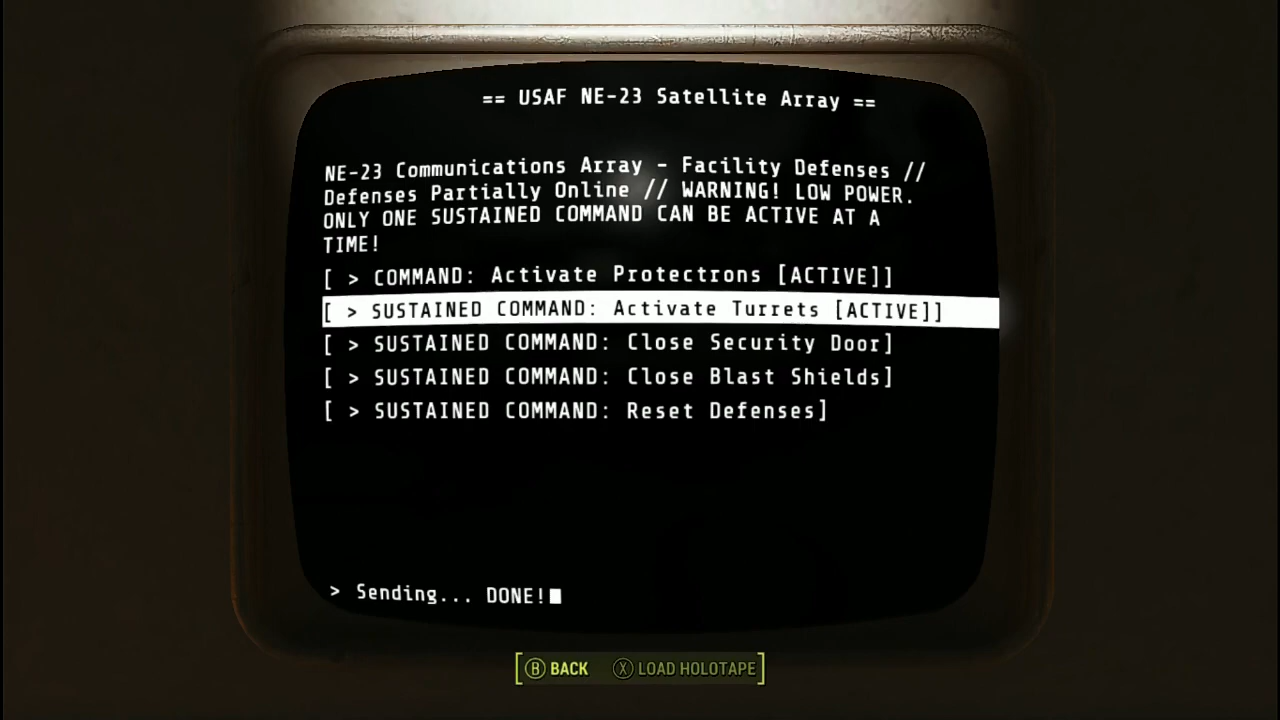 == USAF NE-23 Satellite Array ==
NE-23 Communications Array - Facility Defenses //
Defenses Partially Online // WARNING! LOW POWER.
ONLY ONE SUSTAINED COMMAND CAN BE ACTIVE AT A
TIME!
[ > COMMAND: Activate Protectrons [ACTIVE]]
[ > SUSTAINED COMMAND: Activate Turrets [ACTIVE]]
[ > SUSTAINED COMMAND: Close Security Door]
[ > SUSTAINED COMMAND: Close Blast Shields]
[ > SUSTAINED COMMAND: Reset Defenses]
> Sending... DONE!
[Ⓑ BACK Ⓧ LOAD HOLOTAPE]